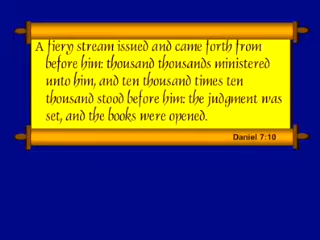 A fiery stream issued and came forth from
before him: thousand thousands ministered
unto him, and ten thousand times ten
thousand stood before him: the judgment was
set, and the books were opened.
Daniel 7:10